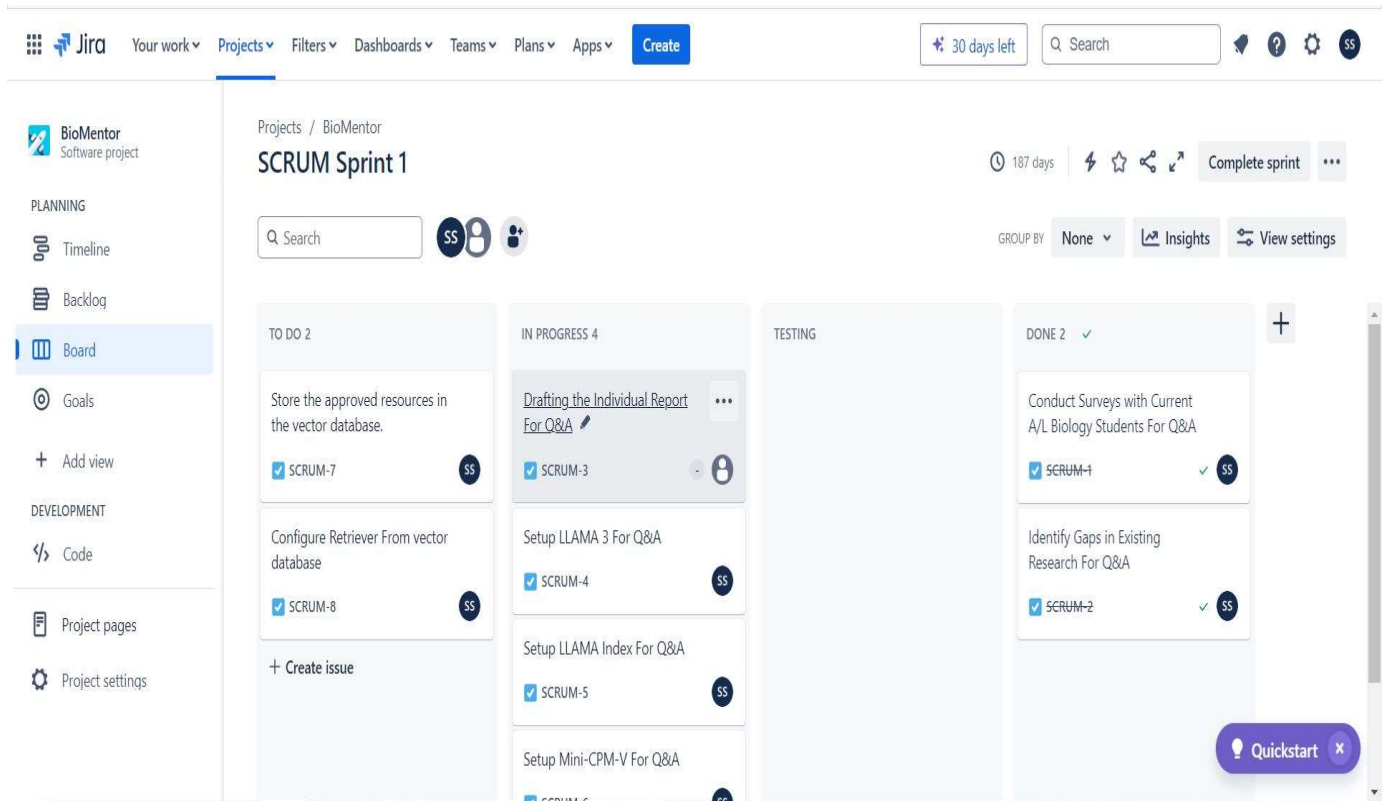 Jira Your work Projects Filters Dashboards Teams Plans Apps Create 30 days left Search SS
BioMentor
Software project
PLANNING
Timeline
Backlog
Board
Goals
+ Add view
DEVELOPMENT
Code
Project pages
Project settings
Projects / BioMentor
SCRUM Sprint 1
187 days Complete sprint
Search SS
GROUP BY None Insights View settings
TO DO 2
Store the approved resources in
the vector database.
SCRUM-7 SS
Configure Retriever From vector
database
SCRUM-8 SS
+ Create issue
IN PROGRESS 4
Drafting the Individual Report
For Q&A
SCRUM-3 -
Setup LLAMA 3 For Q&A
SCRUM-4 SS
Setup LLAMA Index For Q&A
SCRUM-5 SS
Setup Mini-CPM-V For Q&A
TESTING
DONE 2
Conduct Surveys with Current
A/L Biology Students For Q&A
SCRUM-1 SS
Identify Gaps in Existing
Research For Q&A
SCRUM-2 SS
Quickstart x